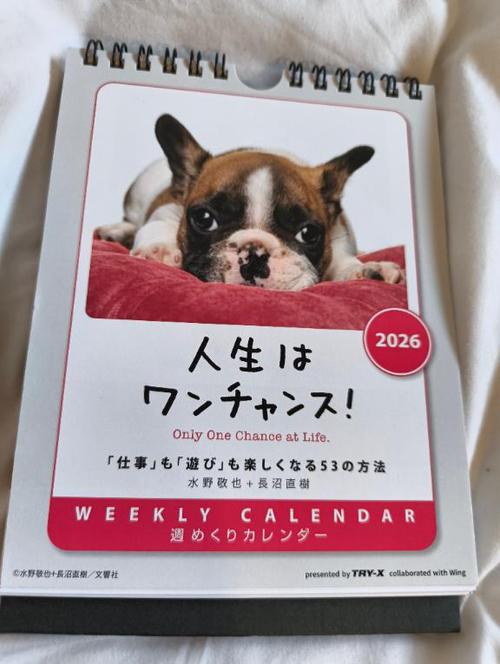 2026
人生は
ワンチャンス!
Only One Chance at Life.
「仕事」も「遊び」も楽しくなる53の方法
水野敬也+長沼直樹
WEEKLY CALENDAR
週めくりカレンダー
©水野敬也+長沼直樹/文響社
presented by TRY-X collaborated with Wing